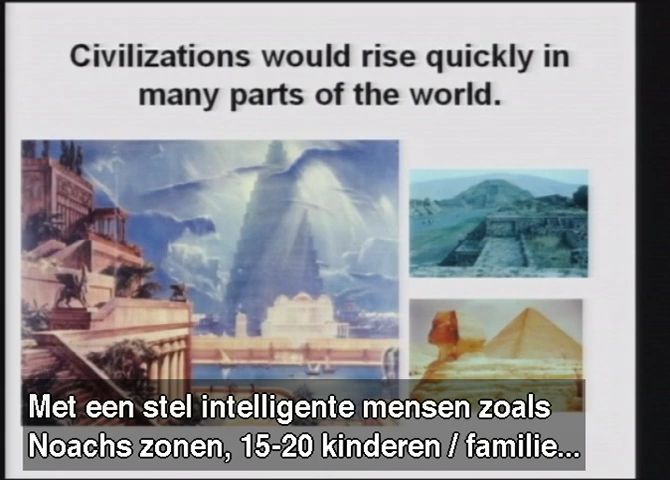 Civilizations would rise quickly in
many parts of the world.
Met een stel intelligente mensen zoals
Noachs zonen, 15-20 kinderen / familie...